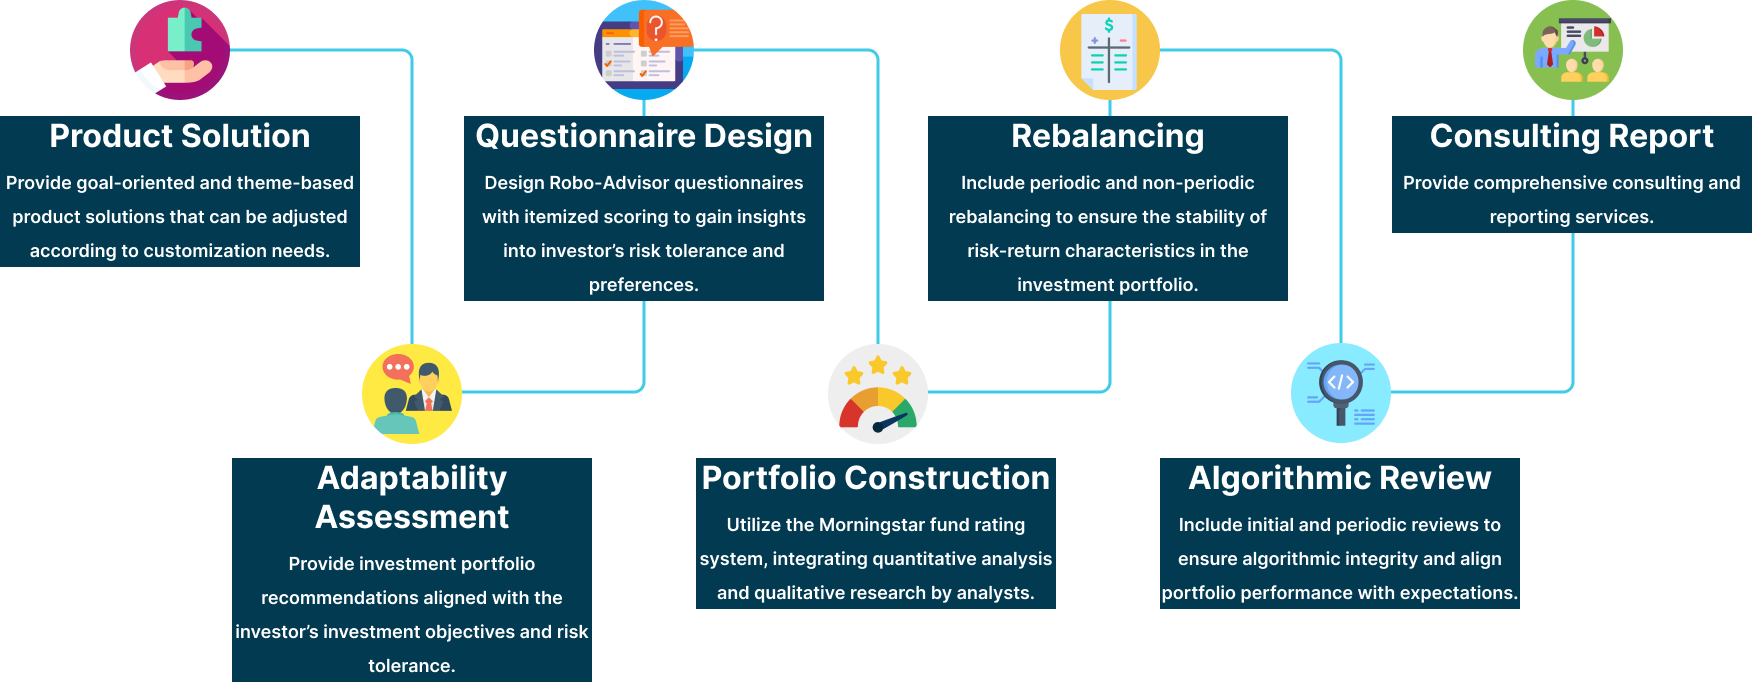 Product Solution
Provide goal-oriented and theme-based
product solutions that can be adjusted
according to customization needs.
Adaptability
Assessment
Provide investment portfolio
recommendations aligned with the
investor’s investment objectives and risk
tolerance.
Questionnaire Design
Design Robo-Advisor questionnaires
with itemized scoring to gain insights
into investor’s risk tolerance and
preferences.
Portfolio Construction
Utilize the Morningstar fund rating
system, integrating quantitative analysis
and qualitative research by analysts.
Rebalancing
Include periodic and non-periodic
rebalancing to ensure the stability of
risk-return characteristics in the
investment portfolio.
Algorithmic Review
Include initial and periodic reviews to
ensure algorithmic integrity and align
portfolio performance with expectations.
Consulting Report
Provide comprehensive consulting and
reporting services.